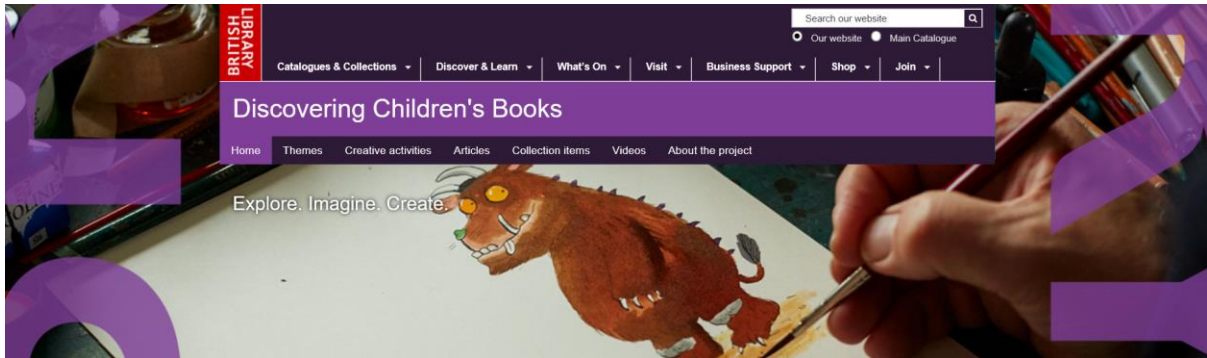 BRITISH
LIBRARY
Search our website
Our website Main Catalogue
Catalogues & Collections Discover & Learn What's On Visit Business Support Shop Join
Discovering Children's Books
Home Themes Creative activities Articles Collection items Videos About the project
Explore. Imagine. Create.